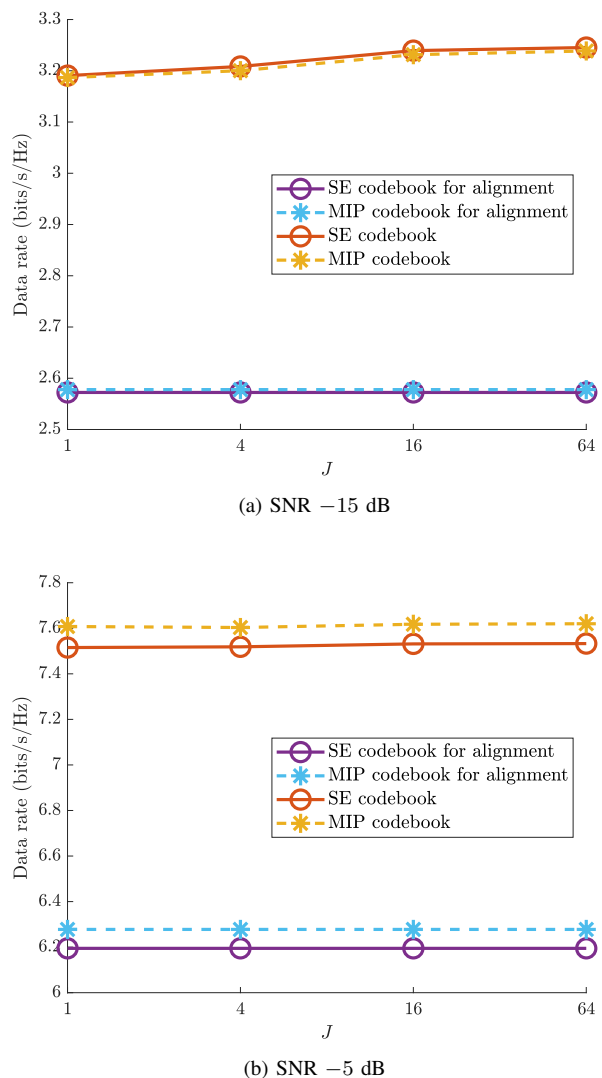 3.3
3.2
3.1
3
2.9
2.8
2.7
2.6
2.5
Data rate (bits/s/Hz)
SE codebook for alignment
MIP codebook for alignment
SE codebook
MIP codebook
1 4 16 64
J
(a) SNR −15 dB
7.8
7.6
7.4
7.2
7
6.8
6.6
6.4
6.2
6
Data rate (bits/s/Hz)
SE codebook for alignment
MIP codebook for alignment
SE codebook
MIP codebook
1 4 16 64
J
(b) SNR −5 dB